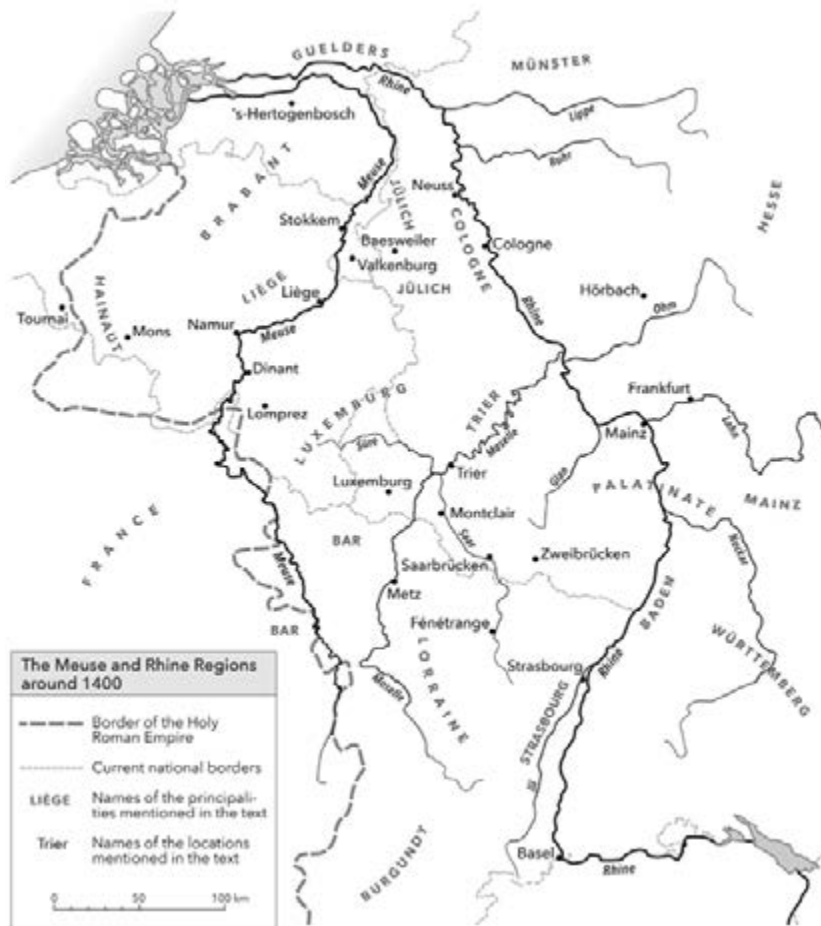 GUELDERS
MÜNSTER
Rhine
Lippe
's-Hertogenbosch
Ruhr
BRABANT
Meuse
JÜLICH
Neuss
HESSE
Stokkem
COLOGNE
Baesweiler
Cologne
Valkenburg
HAINAUT
LIÈGE
Liège
JÜLICH
Hörbach
Tournai
Rhine
Ohm
Mons
Namur
Meuse
Dinant
Frankfurt
Lomprez
LUXEMBURG
TRIER
Moselle
Mainz
Lahn
Sûre
Trier
Glan
Luxemburg
PALATINATE
MAINZ
Montclair
FRANCE
BAR
Saar
Neckar
Meuse
Saarbrücken
Zweibrücken
Metz
BADEN
BAR
Fénétrange
WÜRTTEMBERG
LORRAINE
Strasbourg
Rhine
Moselle
STRASBOURG
Ill
BURGUNDY
Basel
Rhine
The Meuse and Rhine Regions
around 1400
Border of the Holy
Roman Empire
Current national borders
LIÈGE
Names of the principali-
ties mentioned in the text
Trier
Names of the locations
mentioned in the text
0
100 km